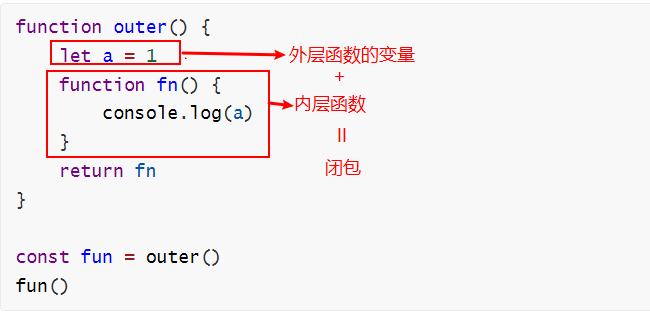 function outer() {
let a = 1 外层函数的变量
+
function fn() {
内层函数
console.log(a)
}
||
闭包
return fn
}
const fun = outer()
fun()